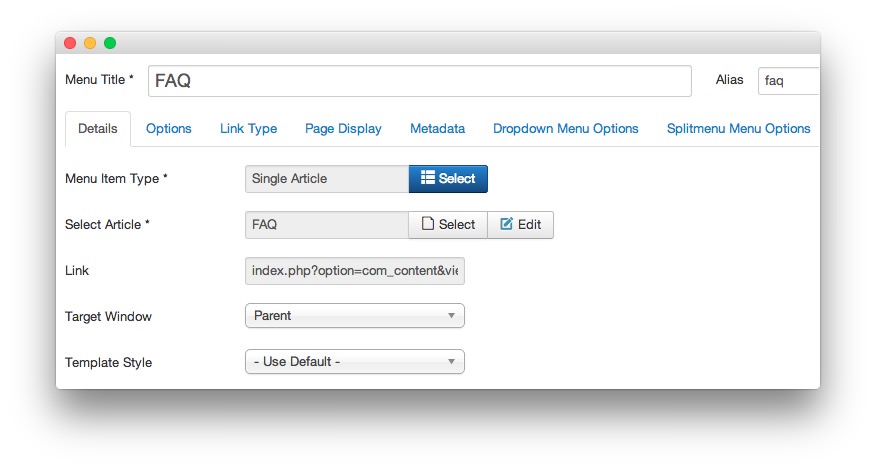 Menu Title * FAQ Alias faq
Details Options Link Type Page Display Metadata Dropdown Menu Options Splitmenu Menu Options
Menu Item Type * Single Article Select
Select Article * FAQ Select Edit
Link index.php?option=com_content&vie
Target Window Parent
Template Style - Use Default -